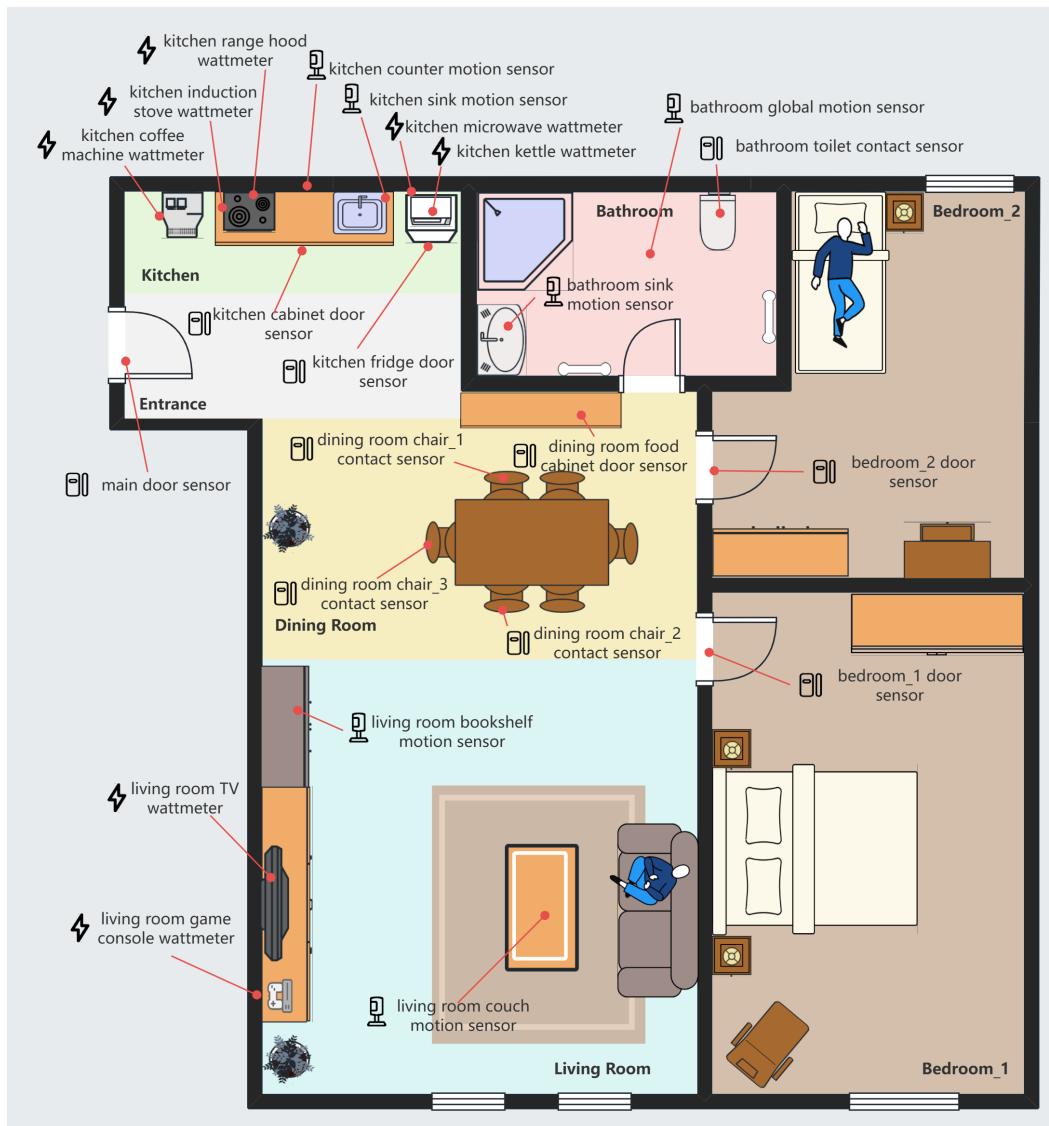 kitchen range hood
wattmeter
kitchen counter motion sensor
kitchen induction
stove wattmeter
kitchen sink motion sensor
bathroom global motion sensor
kitchen coffee
machine wattmeter
kitchen microwave wattmeter
kitchen kettle wattmeter
bathroom toilet contact sensor
Bathroom
Bedroom_2
Kitchen
bathroom sink
motion sensor
kitchen cabinet door
sensor
kitchen fridge door
sensor
Entrance
dining room chair_1
contact sensor
dining room food
cabinet door sensor
bedroom_2 door
sensor
main door sensor
dining room chair_3
contact sensor
Dining Room
dining room chair_2
contact sensor
bedroom_1 door
sensor
living room bookshelf
motion sensor
living room TV
wattmeter
living room game
console wattmeter
living room couch
motion sensor
Living Room
Bedroom_1